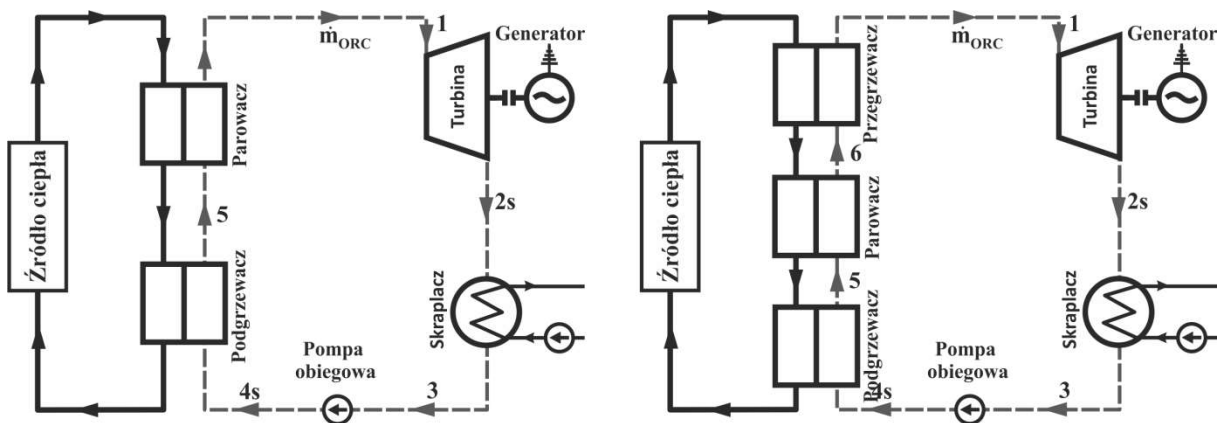 ṁORC
1
Generator
Turbina
Parowacz
Źródło ciepła
5
2s
Podgrzewacz
Skraplacz
Pompa
obiegowa
4s
3
ṁORC
1
Generator
Turbina
Przegrzewacz
6
Parowacz
Źródło ciepła
5
2s
Podgrzewacz
Skraplacz
Pompa
obiegowa
4s
3